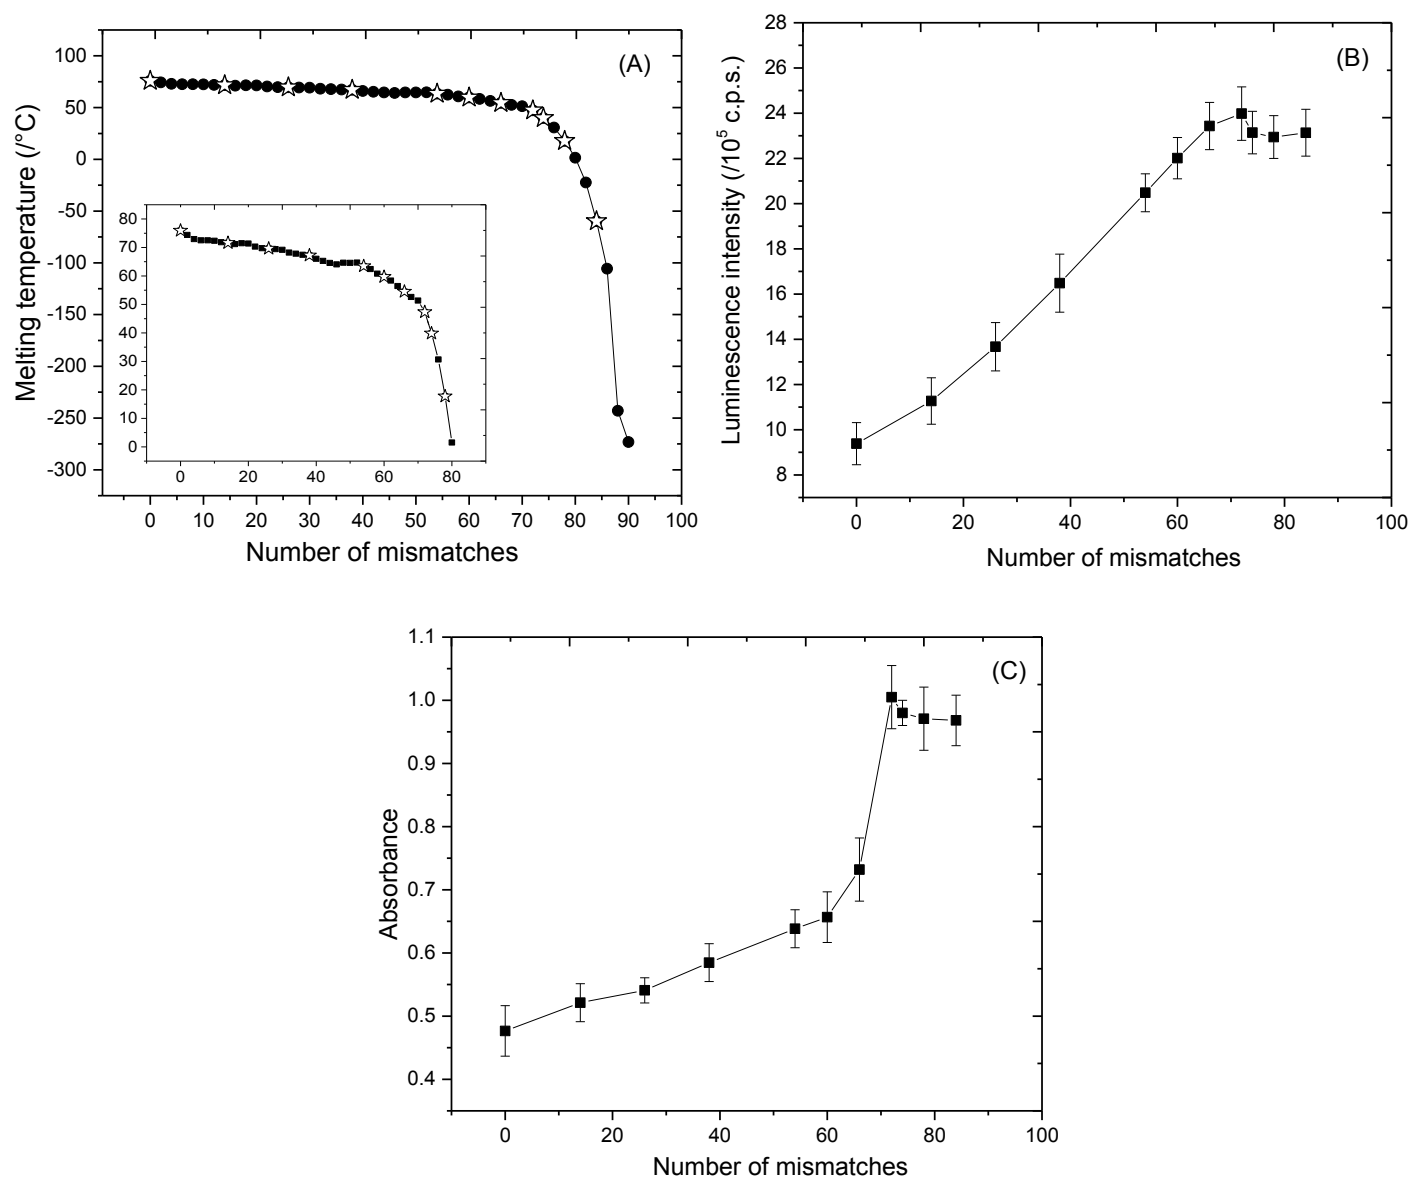 (A)
Melting temperature (/°C)
100
50
0
-50
-100
-150
-200
-250
-300
80
70
60
50
40
30
20
10
0
0 20 40 60 80
0 10 20 30 40 50 60 70 80 90 100
Number of mismatches
(B)
Luminescence intensity (/10⁵ c.p.s.)
28
26
24
22
20
18
16
14
12
10
8
0 20 40 60 80 100
Number of mismatches
(C)
Absorbance
1.1
1.0
0.9
0.8
0.7
0.6
0.5
0.4
0 20 40 60 80 100
Number of mismatches